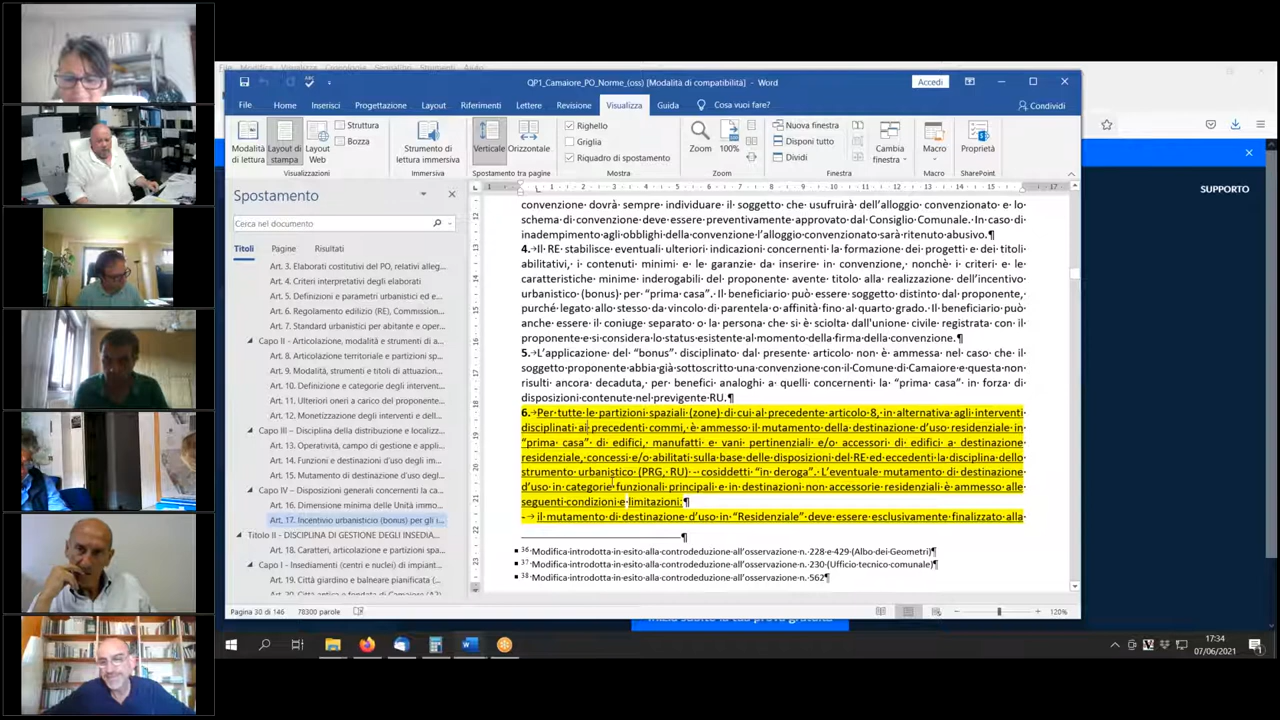 QP1_Camaiore_PO_Norme_(oss) [Modalità di compatibilità] - Word
Accedi
File Home Inserisci Progettazione Layout Riferimenti Lettere Revisione Visualizza Guida Cosa vuoi fare? Condividi
Modalità di lettura
Layout di stampa
Layout Web
Struttura
Bozza
Visualizzazioni
Strumento di lettura immersiva
Immersiva
Verticale
Orizzontale
Spostamento tra pagine
Righello
Griglia
Riquadro di spostamento
Mostra
Zoom
100%
Zoom
Nuova finestra
Disponi tutto
Dividi
Cambia finestra
Finestra
Macro
Macro
Proprietà
SharePoint
SUPPORTO
Spostamento
Cerca nel documento
Titoli Pagine Risultati
Art. 3. Elaborati costitutivi del PO, relativi alleg...
Art. 4. Criteri interpretativi degli elaborati
Art. 5. Definizioni e parametri urbanistici ed e...
Art. 6. Regolamento edilizio (RE), Commission...
Art. 7. Standard urbanistici per abitante e oper...
Capo II - Articolazione, modalità e strumenti di a...
Art. 8. Articolazione territoriale e partizioni sp...
Art. 9. Modalità, strumenti e titoli di attuazion...
Art. 10. Definizione e categorie degli intervent...
Art. 11. Ulteriori oneri a carico del proponente...
Art. 12. Monetizzazione degli interventi e dell...
Capo III – Disciplina della distribuzione e localizz...
Art. 13. Operatività, campo di gestione e appli...
Art. 14. Funzioni e destinazioni d'uso degli im...
Art. 15. Mutamento di destinazione d'uso degl...
Capo IV – Disposizioni generali concernenti la ca...
Art. 16. Dimensione minima delle Unità immo...
Art. 17. Incentivo urbanistico (bonus) per gli i...
Titolo II - DISCIPLINA DI GESTIONE DEGLI INSEDIA...
Art. 18. Caratteri, articolazione e partizioni spa...
Capo I - Insediamenti (centri e nuclei) di impiant...
Art. 19. Città giardino e balneare pianificata (...
Art. 20. Città antica e fondata di Camaiore (A2)
convenzione dovrà sempre individuare il soggetto che usufruirà dell'alloggio convenzionato e lo
schema di convenzione deve essere preventivamente approvato dal Consiglio Comunale. In caso di
inadempimento agli obblighi della convenzione l'alloggio convenzionato sarà ritenuto abusivo.¶
4.→Il RE stabilisce eventuali ulteriori indicazioni concernenti la formazione dei progetti e dei titoli
abilitativi, i contenuti minimi e le garanzie da inserire in convenzione, nonchè i criteri e le
caratteristiche minime inderogabili del proponente avente titolo alla realizzazione dell'incentivo
urbanistico (bonus) per "prima casa". Il beneficiario può essere soggetto distinto dal proponente,
purché legato allo stesso da vincolo di parentela o affinità fino al quarto grado. Il beneficiario può
anche essere il coniuge separato o la persona che si è sciolta dall'unione civile registrata con il
proponente e si considera lo status esistente al momento della firma della convenzione.¶
5.→L'applicazione del "bonus" disciplinato dal presente articolo non è ammessa nel caso che il
soggetto proponente abbia già sottoscritto una convenzione con il Comune di Camaiore e questa non
risulti ancora decaduta, per benefici analoghi a quelli concernenti la "prima casa" in forza di
disposizioni contenute nel previgente RU.¶
6.→Per tutte le partizioni spaziali (zone) di cui al precedente articolo 8, in alternativa agli interventi
disciplinati ai precedenti commi, è ammesso il mutamento della destinazione d'uso residenziale in
"prima casa" di edifici, manufatti e vani pertinenziali e/o accessori di edifici a destinazione
residenziale, concessi e/o abilitati sulla base delle disposizioni del RE ed eccedenti la disciplina dello
strumento urbanistico (PRG, RU) - cosiddetti "in deroga". L'eventuale mutamento di destinazione
d'uso in categorie funzionali principali e in destinazioni non accessorie residenziali è ammesso alle
seguenti condizioni e limitazioni:¶
- → il mutamento di destinazione d'uso in "Residenziale" deve essere esclusivamente finalizzato alla
36 Modifica introdotta in esito alla controdeduzione all'osservazione n. 228 e 429 (Albo dei Geometri)¶
37 Modifica introdotta in esito alla controdeduzione all'osservazione n. 230 (Ufficio tecnico comunale)¶
38 Modifica introdotta in esito alla controdeduzione all'osservazione n. 562¶
Pagina 30 di 146 78300 parole 120%
17:34
07/06/2021